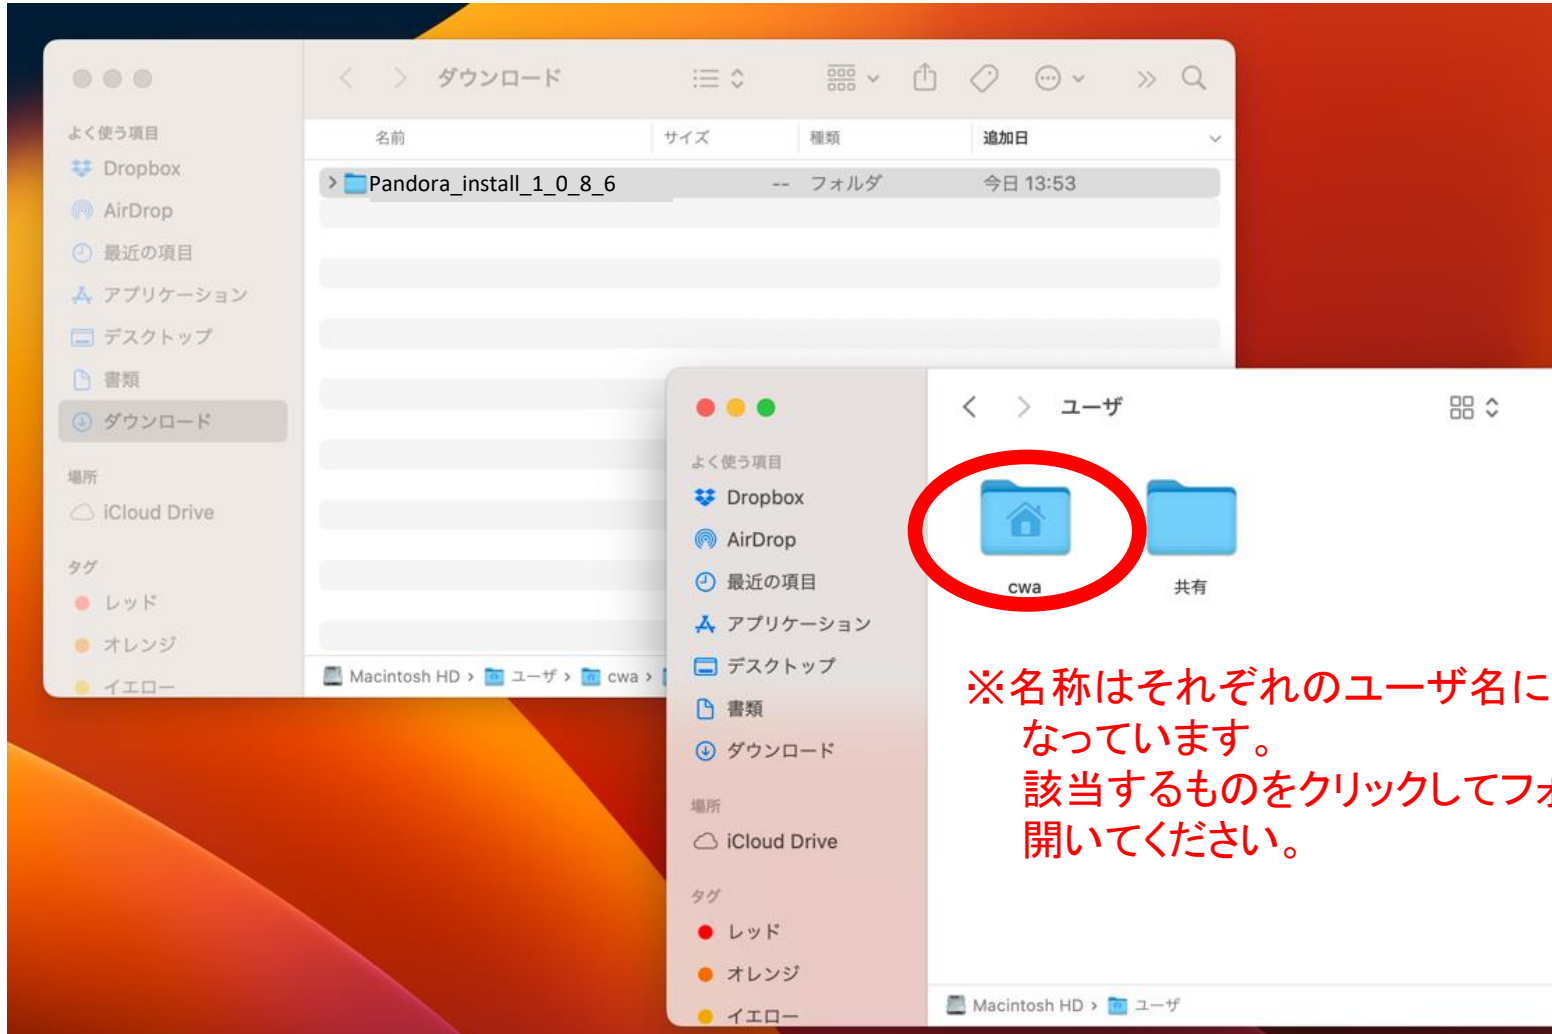 ダウンロード
よく使う項目
Dropbox
AirDrop
最近の項目
アプリケーション
デスクトップ
書類
ダウンロード
場所
iCloud Drive
タグ
レッド
オレンジ
イエロー
名前 サイズ 種類 追加日
Pandora_install_1_0_8_6 -- フォルダ 今日 13:53
Macintosh HD › ユーザ › cwa ›
ユーザ
よく使う項目
Dropbox
AirDrop
最近の項目
アプリケーション
デスクトップ
書類
ダウンロード
場所
iCloud Drive
タグ
レッド
オレンジ
イエロー
cwa 共有
※名称はそれぞれのユーザ名に
なっています。
該当するものをクリックしてフォ
開いてください。
Macintosh HD › ユーザ